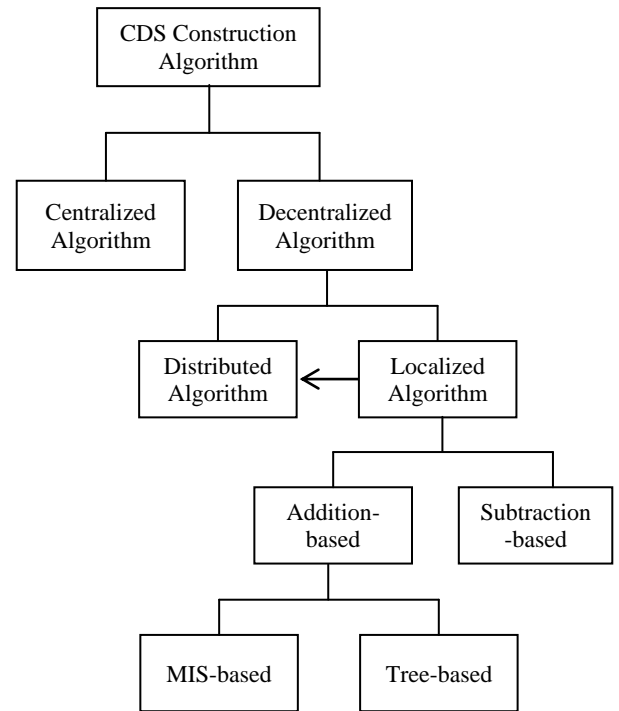 CDS Construction
Algorithm
Centralized
Algorithm
Decentralized
Algorithm
Distributed
Algorithm
Localized
Algorithm
Addition-
based
Subtraction
-based
MIS-based
Tree-based